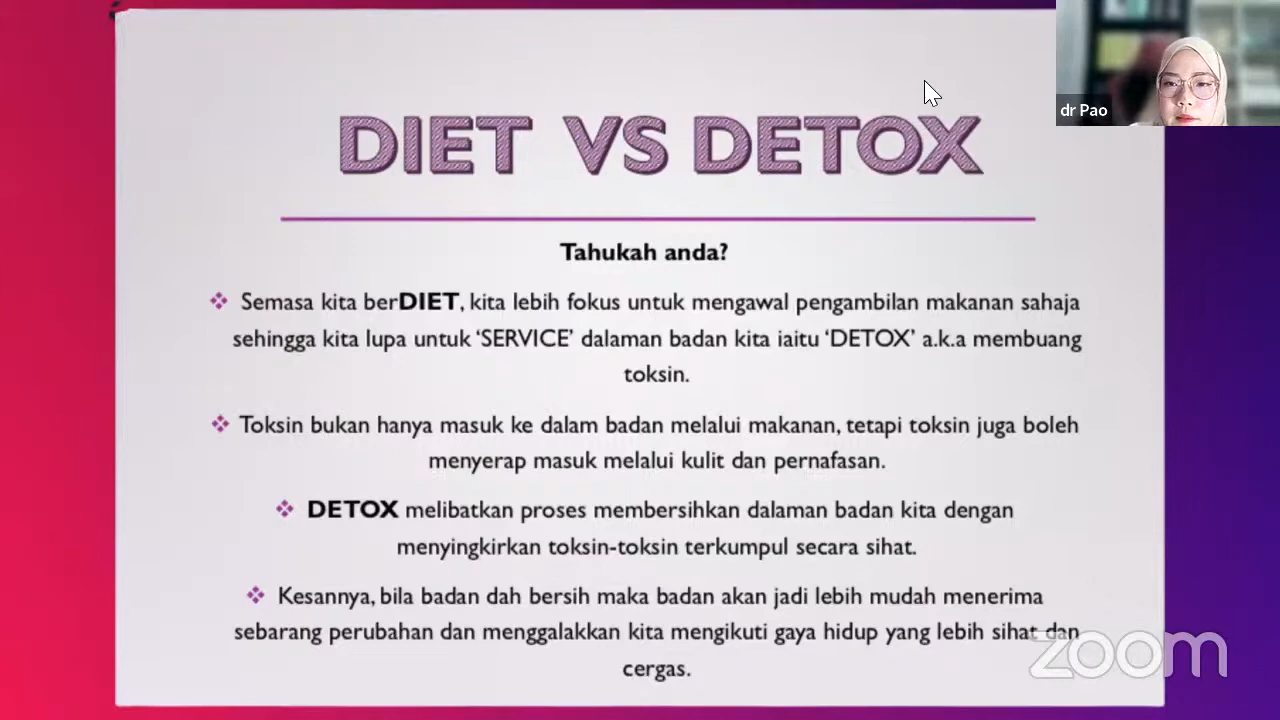 dr Pao
DIET VS DETOX
Tahukah anda?
❖ Semasa kita berDIET, kita lebih fokus untuk mengawal pengambilan makanan sahaja
sehingga kita lupa untuk ‘SERVICE’ dalaman badan kita iaitu ‘DETOX’ a.k.a membuang
toksin.
❖ Toksin bukan hanya masuk ke dalam badan melalui makanan, tetapi toksin juga boleh
menyerap masuk melalui kulit dan pernafasan.
❖ DETOX melibatkan proses membersihkan dalaman badan kita dengan
menyingkirkan toksin-toksin terkumpul secara sihat.
❖ Kesannya, bila badan dah bersih maka badan akan jadi lebih mudah menerima
sebarang perubahan dan menggalakkan kita mengikuti gaya hidup yang lebih sihat dan
cergas.
zoom